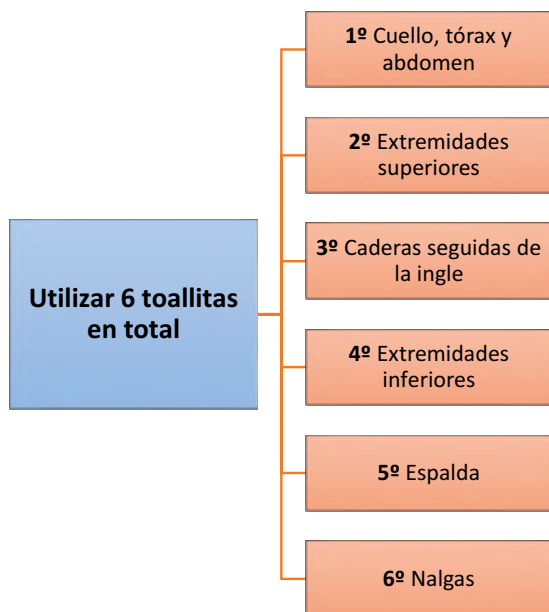 Utilizar 6 toallitas
en total
1º Cuello, tórax y
abdomen
2º Extremidades
superiores
3º Caderas seguidas de
la ingle
4º Extremidades
inferiores
5º Espalda
6º Nalgas